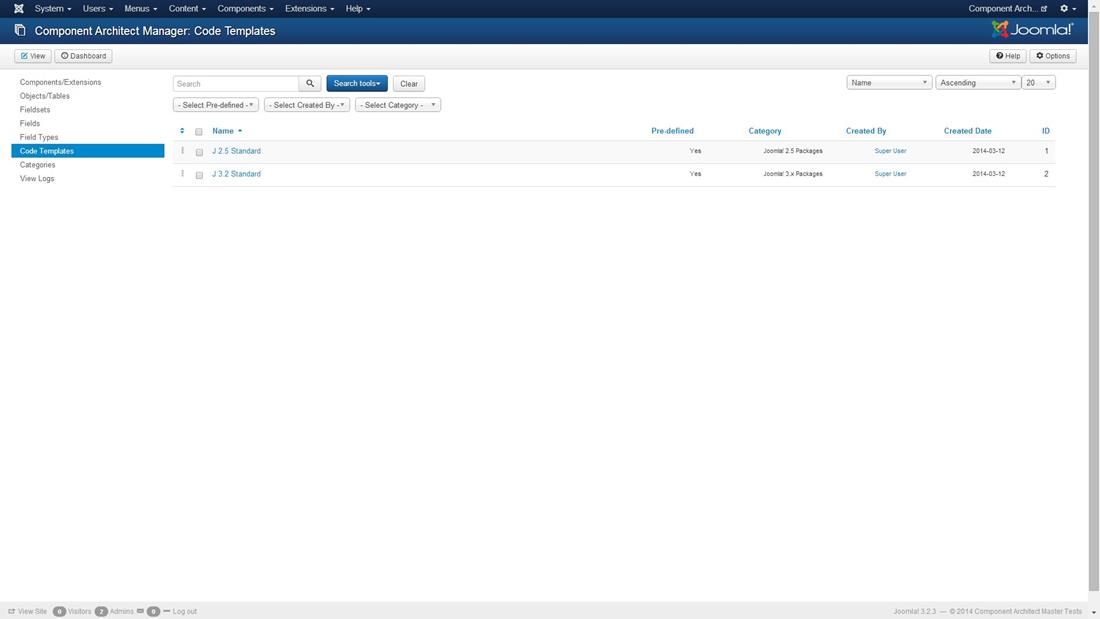 System Users Menus Content Components Extensions Help Component Arch...
Component Architect Manager: Code Templates Joomla!®
View Dashboard Help Options
Components/Extensions
Objects/Tables
Fieldsets
Fields
Field Types
Code Templates
Categories
View Logs
Search Search tools Clear Name Ascending 20
- Select Pre-defined - - Select Created By - - Select Category -
Name Pre-defined Category Created By Created Date ID
J 2.5 Standard Yes Joomla! 2.5 Packages Super User 2014-03-12 1
J 3.2 Standard Yes Joomla! 3.x Packages Super User 2014-03-12 2
View Site 0 Visitors 2 Admins 0 Log out Joomla! 3.2.3 — © 2014 Component Architect Master Tests